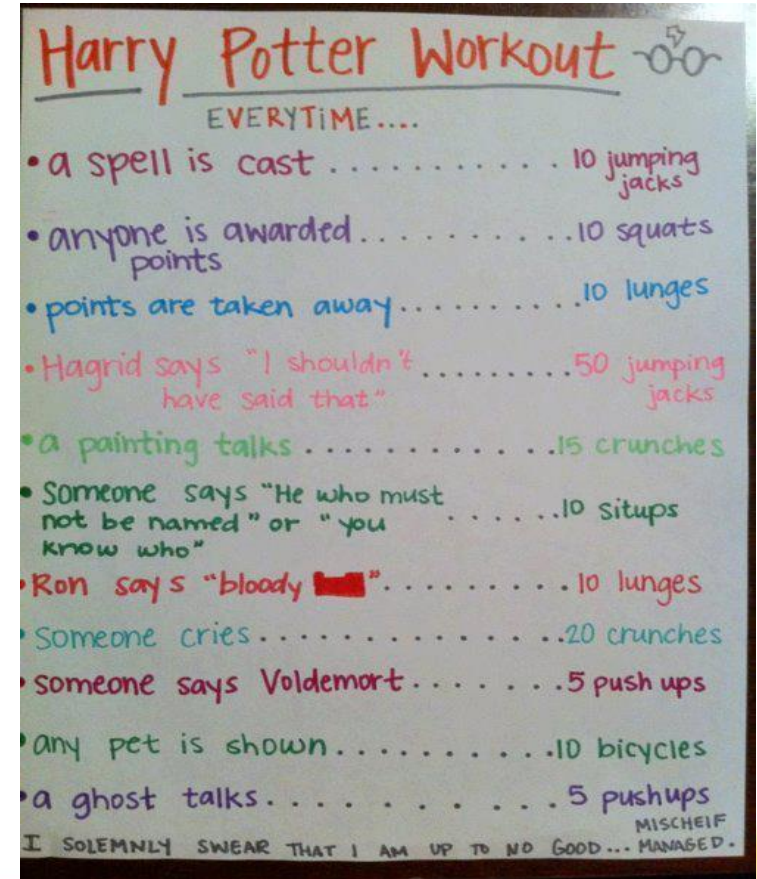 Harry Potter Workout
EVERYTIME....
• a spell is cast ........... 10 jumping
jacks
• anyone is awarded .......... 10 squats
points
• points are taken away .......... 10 lunges
• Hagrid says "I shouldn't ......... 50 jumping
have said that" jacks
• a painting talks ............ 15 crunches
• Someone says "He who must
not be named" or "you ...... 10 situps
know who"
• Ron says "bloody ".......... 10 lunges
• someone cries ............... 20 crunches
• someone says Voldemort ....... 5 push ups
• any pet is shown .......... 10 bicycles
• a ghost talks ........... 5 pushups
I SOLEMNLY SWEAR THAT I AM UP TO NO GOOD... MISCHEIF
MANAGED.